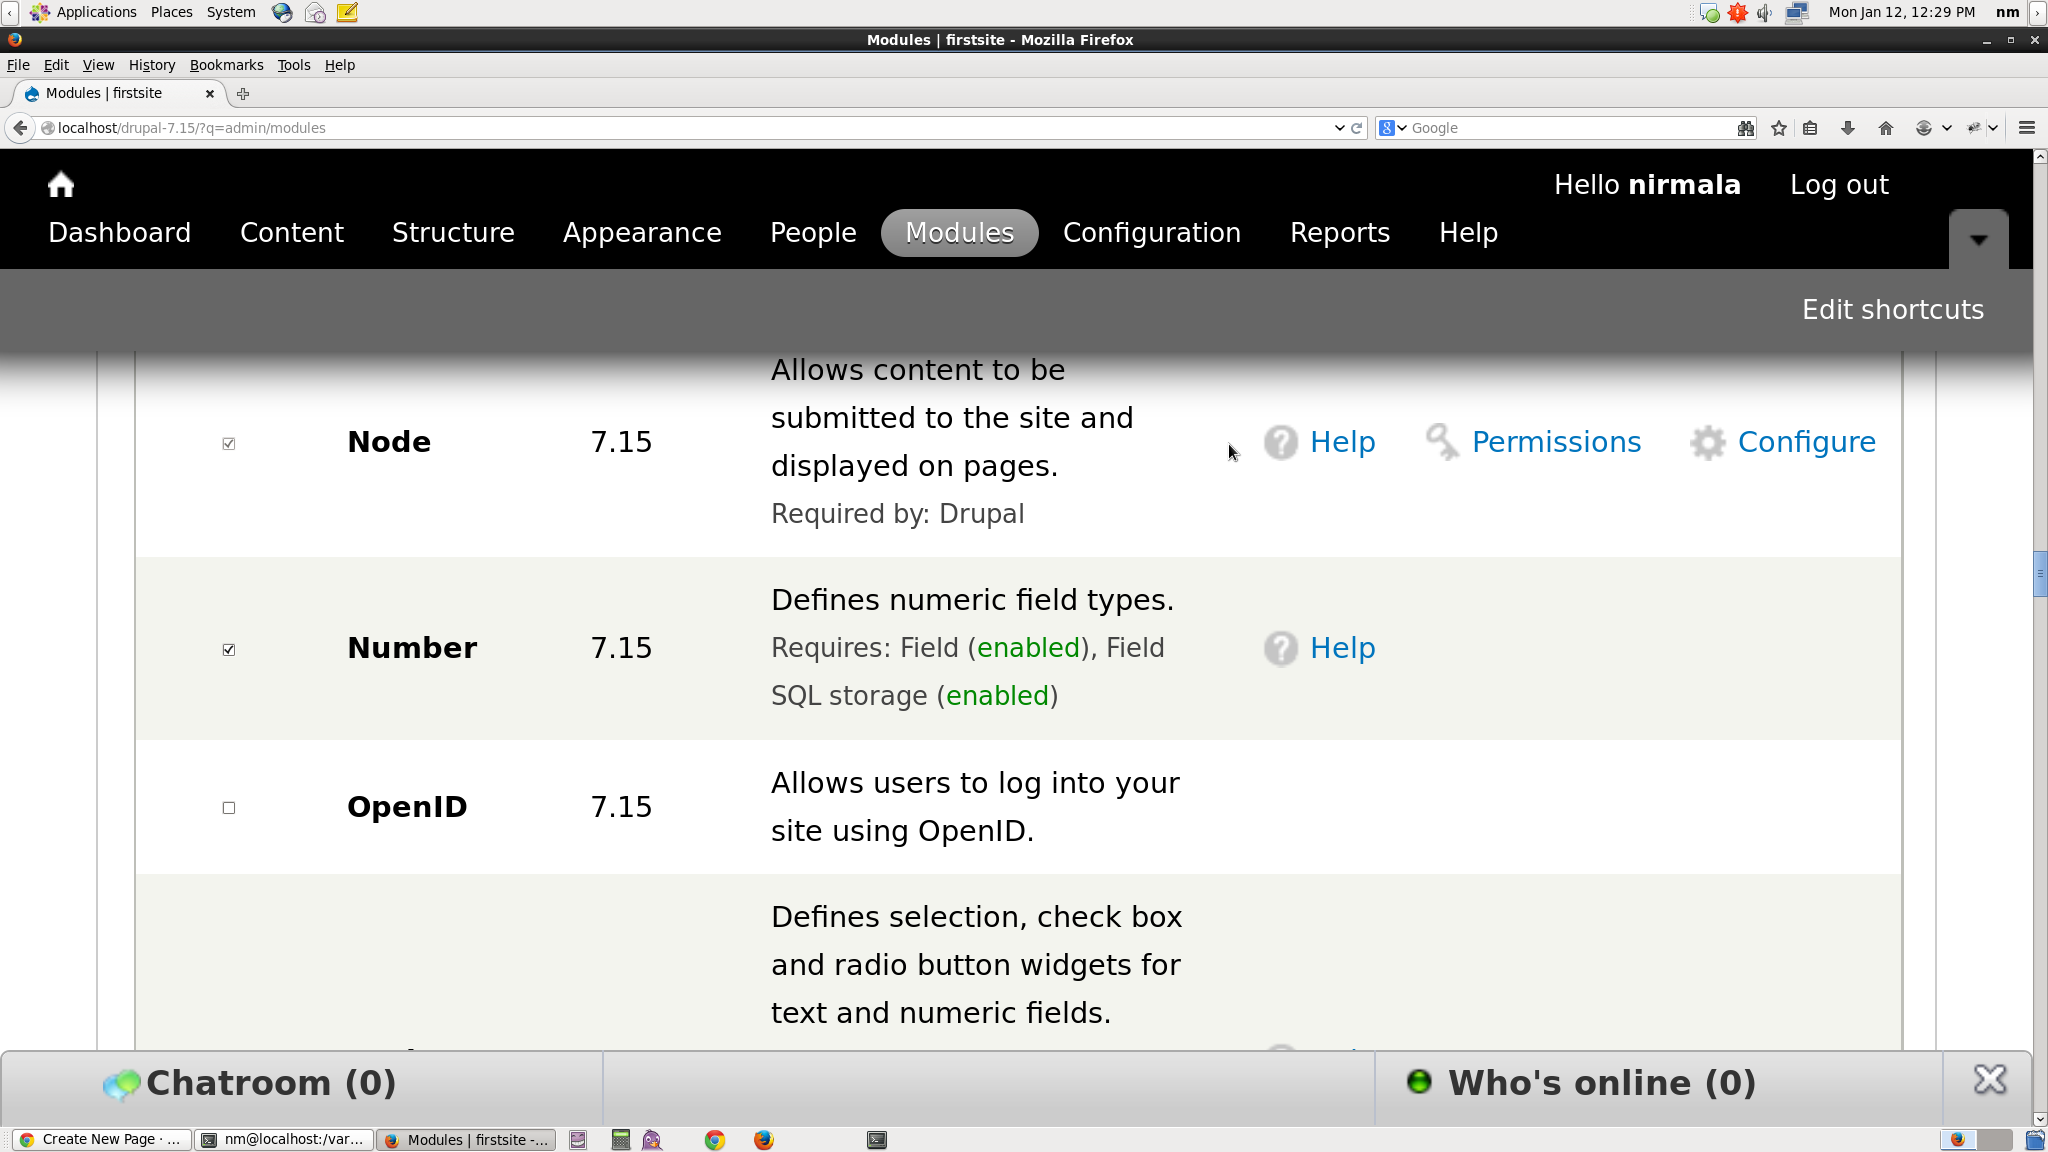 Applications Places System Mon Jan 12, 12:29 PM nm
Modules | firstsite - Mozilla Firefox
File Edit View History Bookmarks Tools Help
Modules | firstsite
localhost/drupal-7.15/?q=admin/modules Google
Hello nirmala Log out
Dashboard Content Structure Appearance People Modules Configuration Reports Help
Edit shortcuts
Allows content to be
submitted to the site and
Node 7.15 Help Permissions Configure
displayed on pages.
Required by: Drupal
Defines numeric field types.
Number 7.15 Requires: Field (enabled), Field Help
SQL storage (enabled)
Allows users to log into your
OpenID 7.15
site using OpenID.
Defines selection, check box
and radio button widgets for
text and numeric fields.
Chatroom (0) Who's online (0)
Create New Page · ... nm@localhost:/var... Modules | firstsite -...